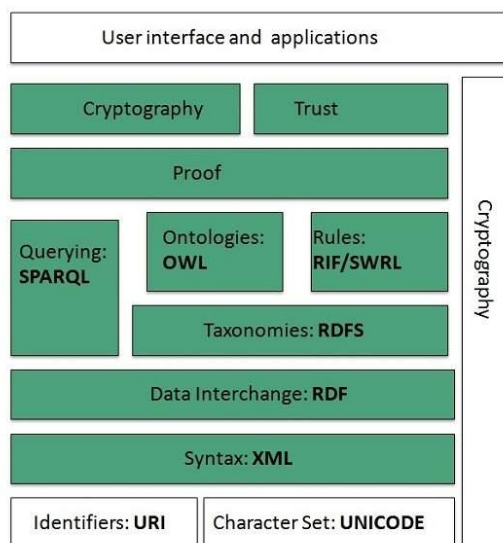 User interface and applications
Cryptography
Trust
Proof
Querying:
SPARQL
Ontologies:
OWL
Rules:
RIF/SWRL
Taxonomies: RDFS
Data Interchange: RDF
Syntax: XML
Identifiers: URI
Character Set: UNICODE
Cryptography